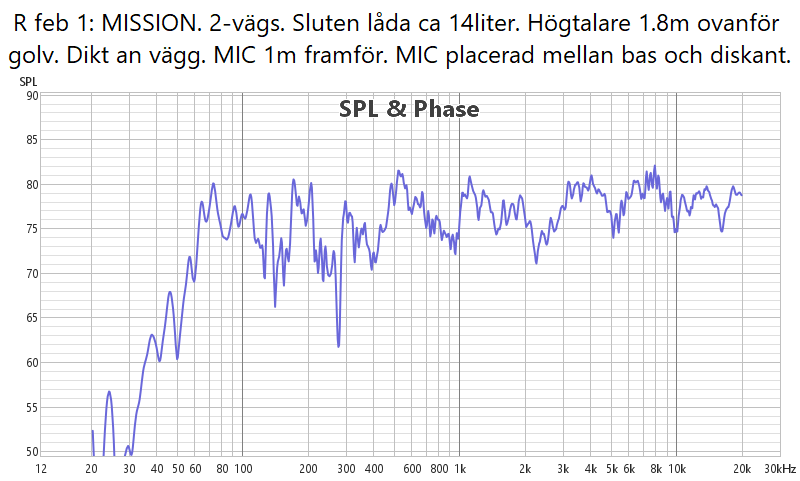 R feb 1: MISSION. 2-vägs. Sluten låda ca 14liter. Högtalare 1.8m ovanför
golv. Dikt an vägg. MIC 1m framför. MIC placerad mellan bas och diskant.
SPL
SPL & Phase
90
85
80
75
70
65
60
55
50
12 20 30 40 50 60 80 100 200 300 400 600 800 1k 2k 3k 4k 5k 6k 8k 10k 20k 30kHz